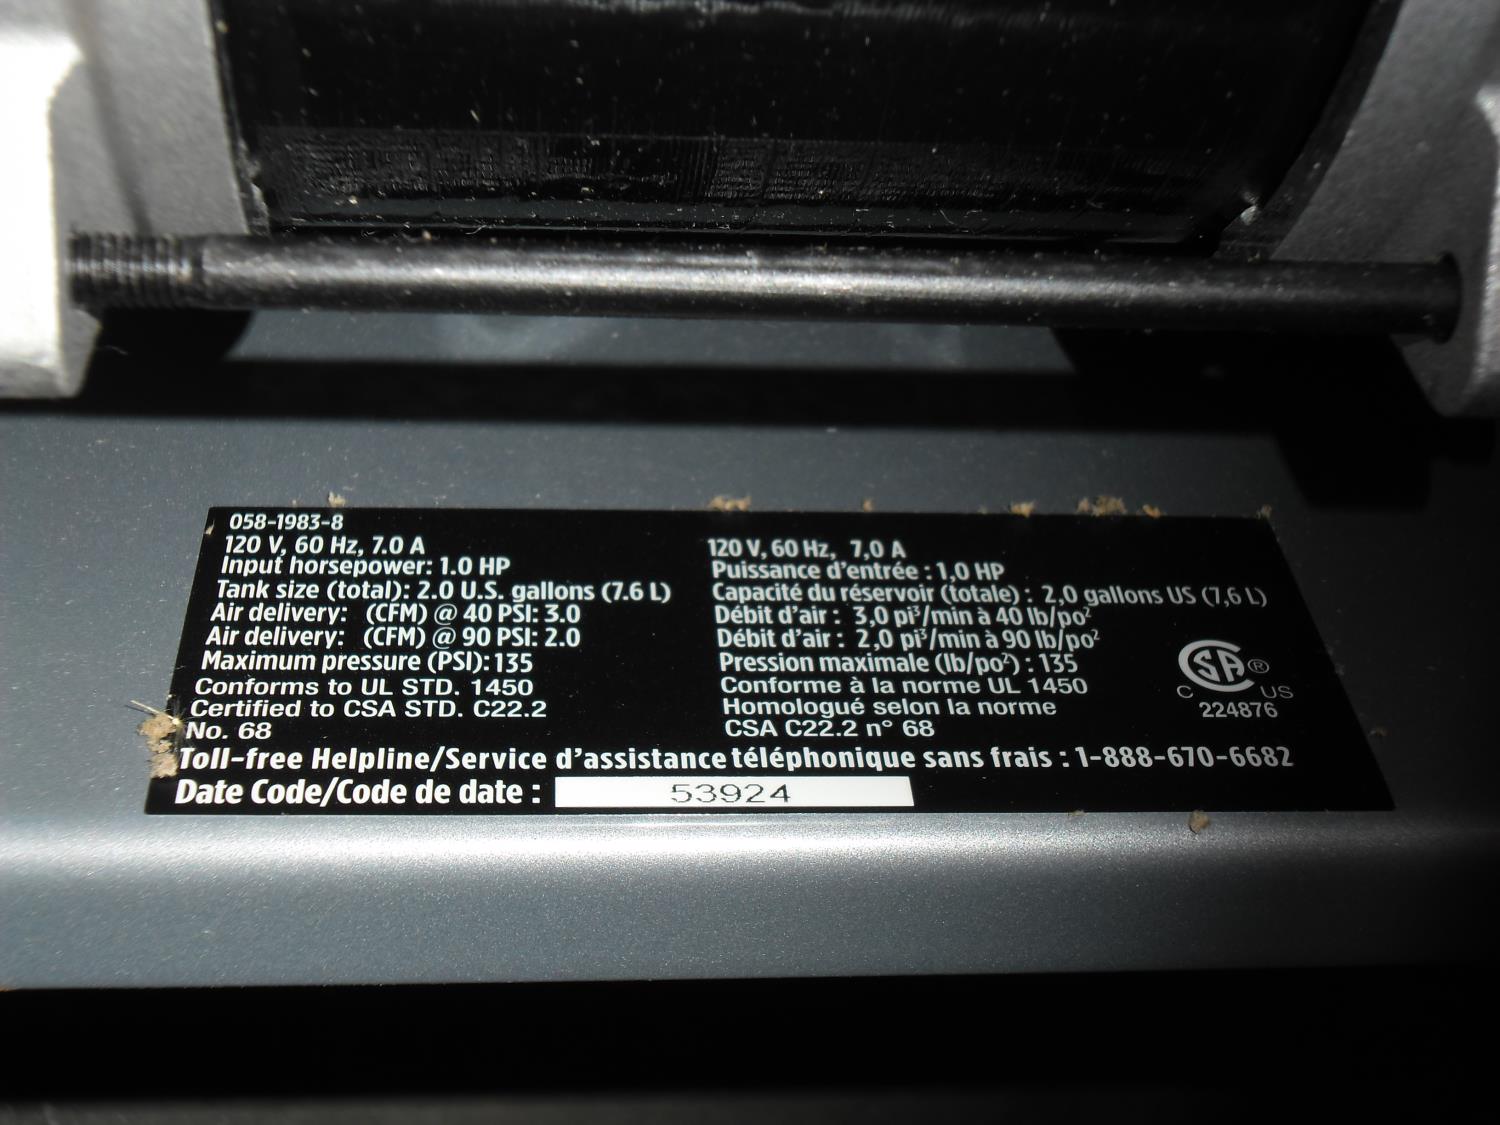 058-1983-8
120 V, 60 Hz, 7.0 A
Input horsepower: 1.0 HP
Tank size (total): 2.0 U.S. gallons (7.6 L)
Air delivery: (CFM) @ 40 PSI: 3.0
Air delivery: (CFM) @ 90 PSI: 2.0
Maximum pressure (PSI): 135
Conforms to UL STD. 1450
Certified to CSA STD. C22.2
No. 68
120 V, 60 Hz, 7,0 A
Puissance d'entrée : 1,0 HP
Capacité du réservoir (totale) : 2,0 gallons US (7,6 L)
Débit d'air : 3,0 pi³/min à 40 lb/po²
Débit d'air : 2,0 pi³/min à 90 lb/po²
Pression maximale (lb/po²) : 135
Conforme à la norme UL 1450
Homologué selon la norme
CSA C22.2 n° 68
CSA ®
C US
224876
Toll-free Helpline/Service d'assistance téléphonique sans frais : 1-888-670-6682
Date Code/Code de date : 53924